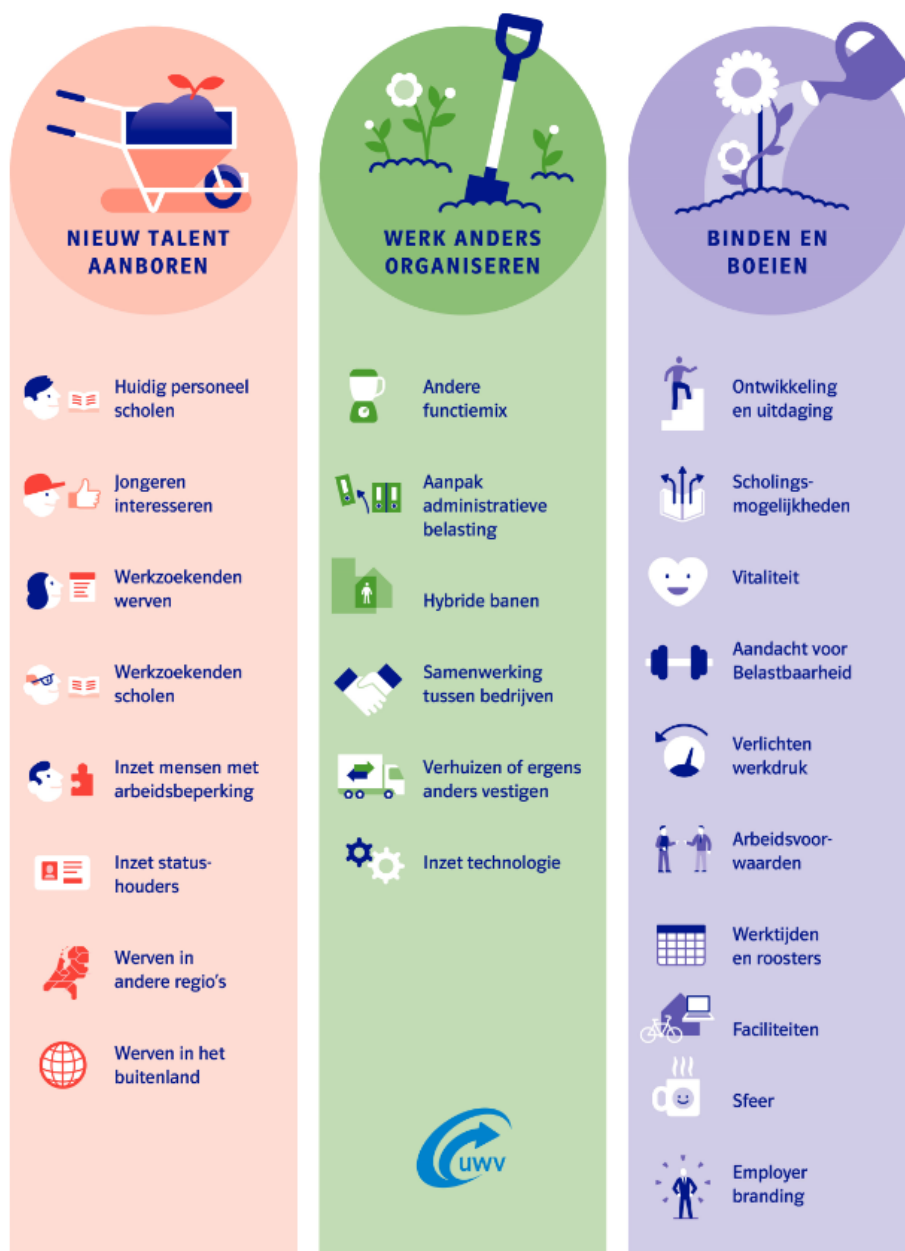 NIEUW TALENT
AANBOREN
Huidig personeel
scholen
Jongeren
interesseren
Werkzoekenden
werven
Werkzoekenden
scholen
Inzet mensen met
arbeidsbeperking
Inzet status-
houders
Werven in
andere regio's
Werven in het
buitenland
WERK ANDERS
ORGANISEREN
Andere
functiemix
Aanpak
administratieve
belasting
Hybride banen
Samenwerking
tussen bedrijven
Verhuizen of ergens
anders vestigen
Inzet technologie
uwv
BINDEN EN
BOEIEN
Ontwikkeling
en uitdaging
Scholings-
mogelijkheden
Vitaliteit
Aandacht voor
Belastbaarheid
Verlichten
werkdruk
Arbeidsvoor-
waarden
Werktijden
en roosters
Faciliteiten
Sfeer
Employer
branding